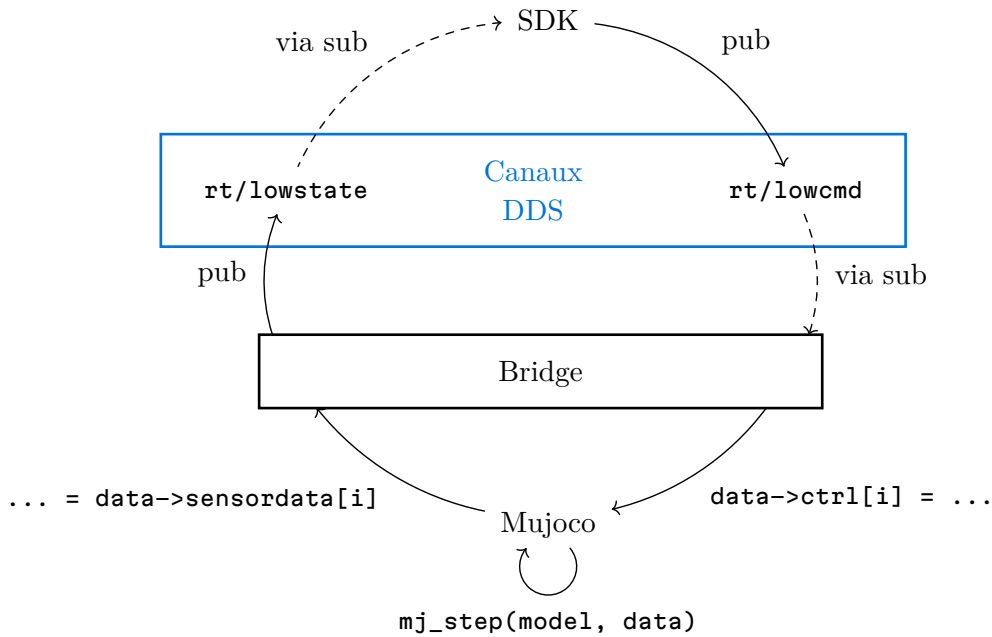 SDK
via sub
pub
Canaux
DDS
rt/lowstate
rt/lowcmd
pub
via sub
Bridge
... = data->sensordata[i]
data->ctrl[i] = ...
Mujoco
mj_step(model, data)